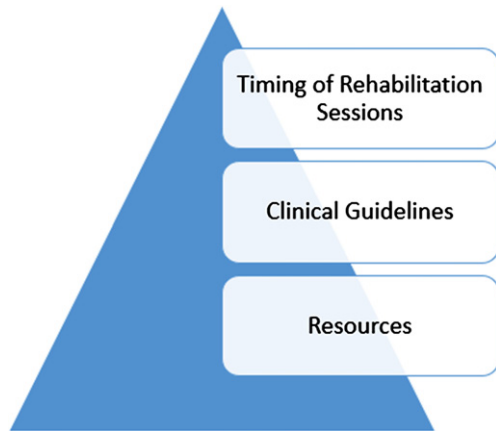 Timing of Rehabilitation
Sessions
Clinical Guidelines
Resources